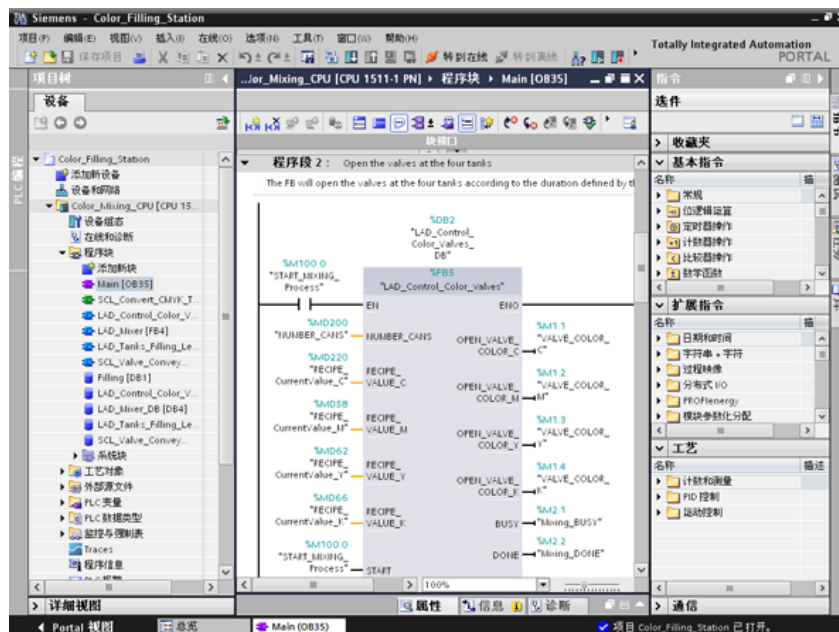 Siemens - Color_Filling_Station
项目(P) 编辑(E) 视图(V) 插入(I) 在线(O) 选项(N) 工具(T) 窗口(W) 帮助(H)
保存项目 转到在线 转到离线
Totally Integrated Automation
PORTAL
项目树
设备
PLC 编程
Color_Filling_Station
添加新设备
设备和网络
Color_Mixing_CPU [CPU 15...
设备组态
在线和诊断
程序块
添加新块
Main [OB35]
SCL_Convert_CMYK_T...
LAD_Control_Color_V...
LAD_Mixer [FB4]
LAD_Tanks_Filling_Le...
SCL_Valve_Convey...
Filling [DB1]
LAD_Control_Color_V...
LAD_Mixer_DB [DB4]
LAD_Tanks_Filling_Le...
SCL_Valve_Convey...
系统块
工艺对象
外部源文件
PLC 变量
PLC 数据类型
监控与强制表
Traces
程序信息
详细视图
...lor_Mixing_CPU [CPU 1511-1 PN] 程序块 Main [OB35]
块接口
程序段 2： Open the valves at the four tanks
The FB will open the valves at the four tanks according to the duration defined by t
%DB2
"LAD_Control_
Color_Valves_
DB"
%M100.0
"START_MIXING_
Process"
%FB5
"LAD_Control_Color_Valves"
EN ENO
%MD200
"NUMBER_CANS" NUMBER_CANS
%MD220
"RECIPE_
CurrentValue_C" RECIPE_
VALUE_C
%MD58
"RECIPE_
CurrentValue_M" RECIPE_
VALUE_M
%MD62
"RECIPE_
CurrentValue_Y" RECIPE_
VALUE_Y
%MD66
"RECIPE_
CurrentValue_K" RECIPE_
VALUE_K
%M100.0
"START_MIXING_
Process" START
%M1.1
OPEN_VALVE_
COLOR_C "VALVE_COLOR_
C"
%M1.2
OPEN_VALVE_
COLOR_M "VALVE_COLOR_
M"
%M1.3
OPEN_VALVE_
COLOR_Y "VALVE_COLOR_
Y"
%M1.4
OPEN_VALVE_
COLOR_K "VALVE_COLOR_
K"
%M2.1
BUSY "Mixing_BUSY"
%M2.2
DONE "Mixing_DONE"
100%
属性 信息 诊断
指令
选件
收藏夹
基本指令
名称 描
常规
位逻辑运算
定时器操作
计数器操作
比较器操作
数学函数
扩展指令
名称 描
日期和时间
字符串 + 字符
过程映像
分布式 I/O
PROFIenergy
模块参数化分配
工艺
名称 描述
计数和测量
PID 控制
运动控制
通信
Portal 视图 总览 Main (OB35)
项目 Color_Filling_Station 已打开。